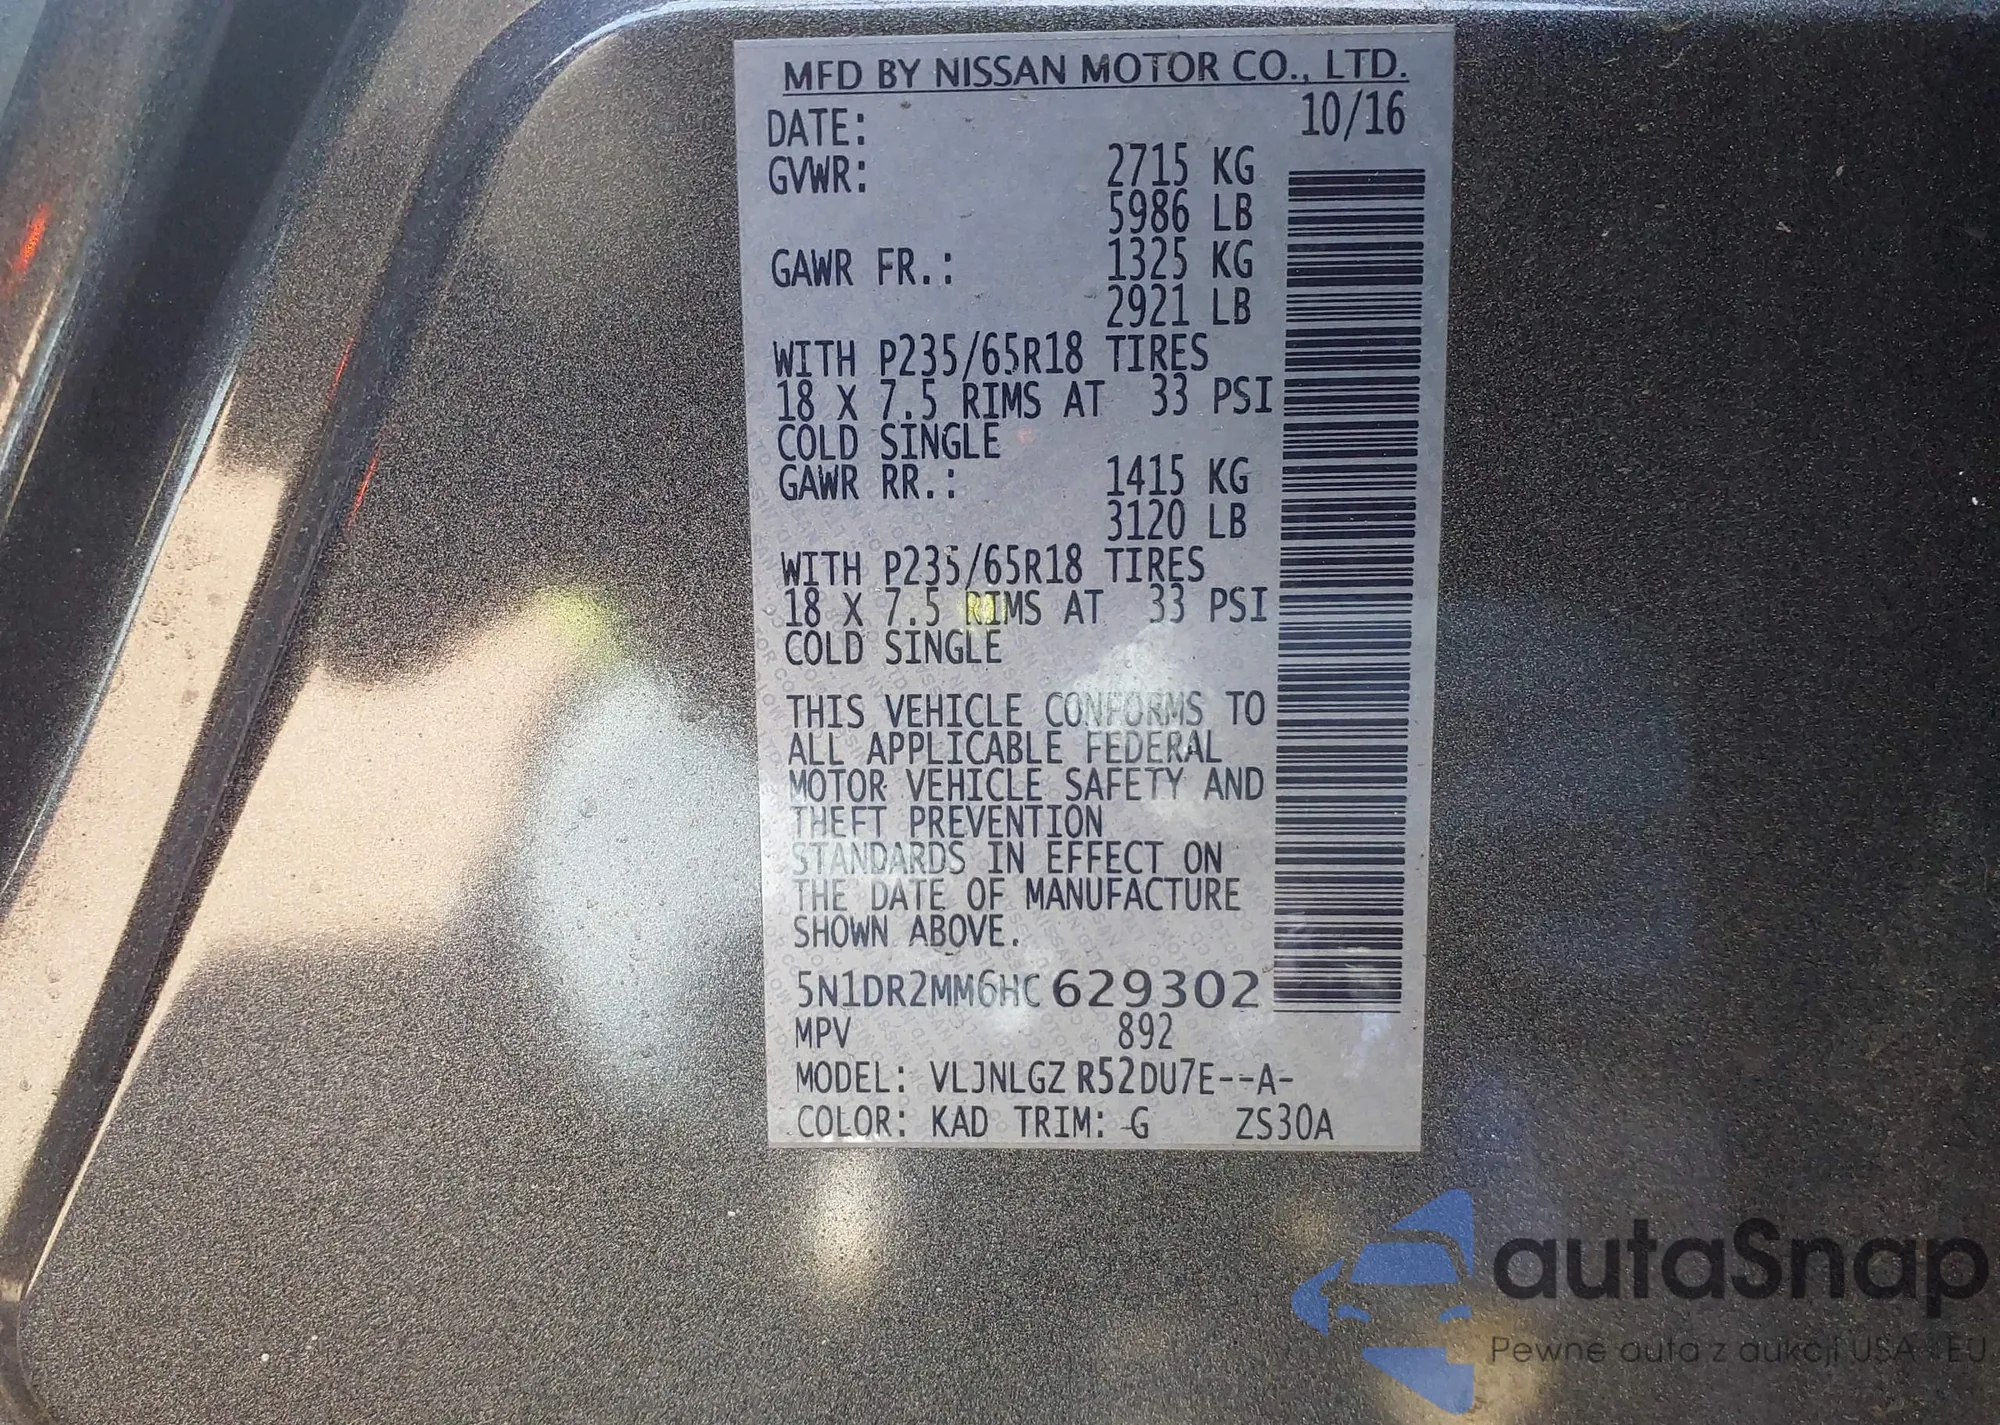 MFD BY NISSAN MOTOR CO., LTD.
DATE: 10/16
GVWR: 2715 KG
5986 LB
GAWR FR.: 1325 KG
2921 LB
WITH P235/65R18 TIRES
18 X 7.5 RIMS AT 33 PSI
COLD SINGLE
GAWR RR.: 1415 KG
3120 LB
WITH P235/65R18 TIRES
18 X 7.5 RIMS AT 33 PSI
COLD SINGLE
THIS VEHICLE CONFORMS TO
ALL APPLICABLE FEDERAL
MOTOR VEHICLE SAFETY AND
THEFT PREVENTION
STANDARDS IN EFFECT ON
THE DATE OF MANUFACTURE
SHOWN ABOVE.
5N1DR2MM6HC629302
MPV 892
MODEL: VLJNLGZ R52DU7E--A-
COLOR: KAD TRIM: G ZS30A
autaSnap
Pewne auta z aukcji USA i EU